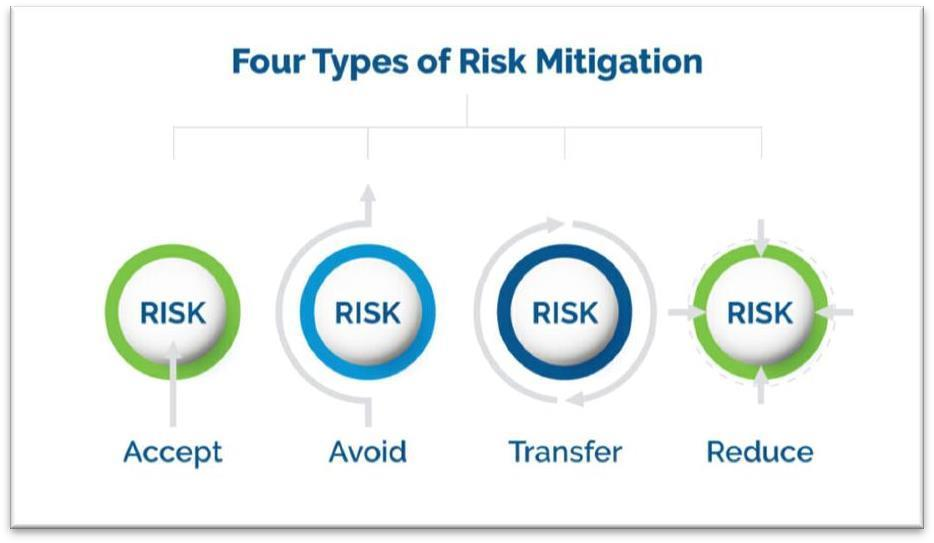 Four Types of Risk Mitigation
RISK
RISK
RISK
RISK
Accept
Avoid
Transfer
Reduce